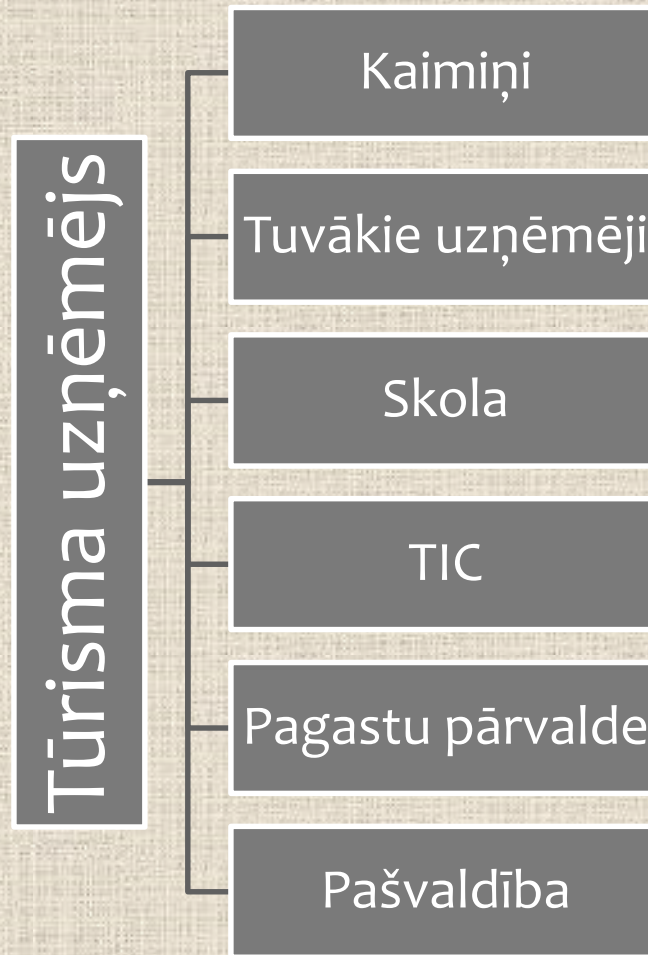 Tūrisma uzņēmējs
Kaimiņi
Tuvākie uzņēmēji
Skola
TIC
Pagastu pārvalde
Pašvaldība